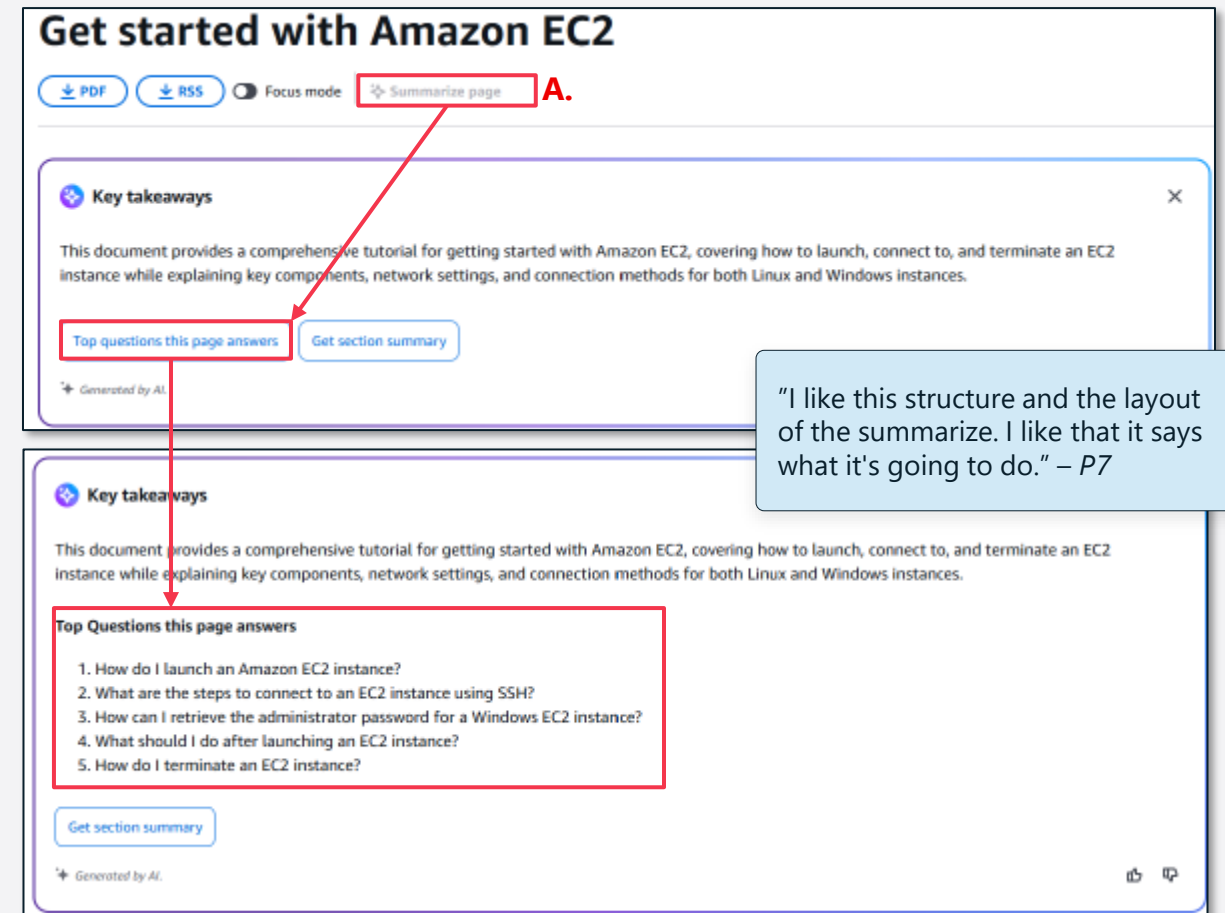 Get started with Amazon EC2
PDF
RSS
Focus mode
Summarize page
A.
Key takeaways
This document provides a comprehensive tutorial for getting started with Amazon EC2, covering how to launch, connect to, and terminate an EC2
instance while explaining key components, network settings, and connection methods for both Linux and Windows instances.
Top questions this page answers
Get section summary
Generated by AI.
"I like this structure and the layout
of the summarize. I like that it says
what it's going to do." – P7
Key takeaways
This document provides a comprehensive tutorial for getting started with Amazon EC2, covering how to launch, connect to, and terminate an EC2
instance while explaining key components, network settings, and connection methods for both Linux and Windows instances.
Top Questions this page answers
1. How do I launch an Amazon EC2 instance?
2. What are the steps to connect to an EC2 instance using SSH?
3. How can I retrieve the administrator password for a Windows EC2 instance?
4. What should I do after launching an EC2 instance?
5. How do I terminate an EC2 instance?
Get section summary
Generated by AI.